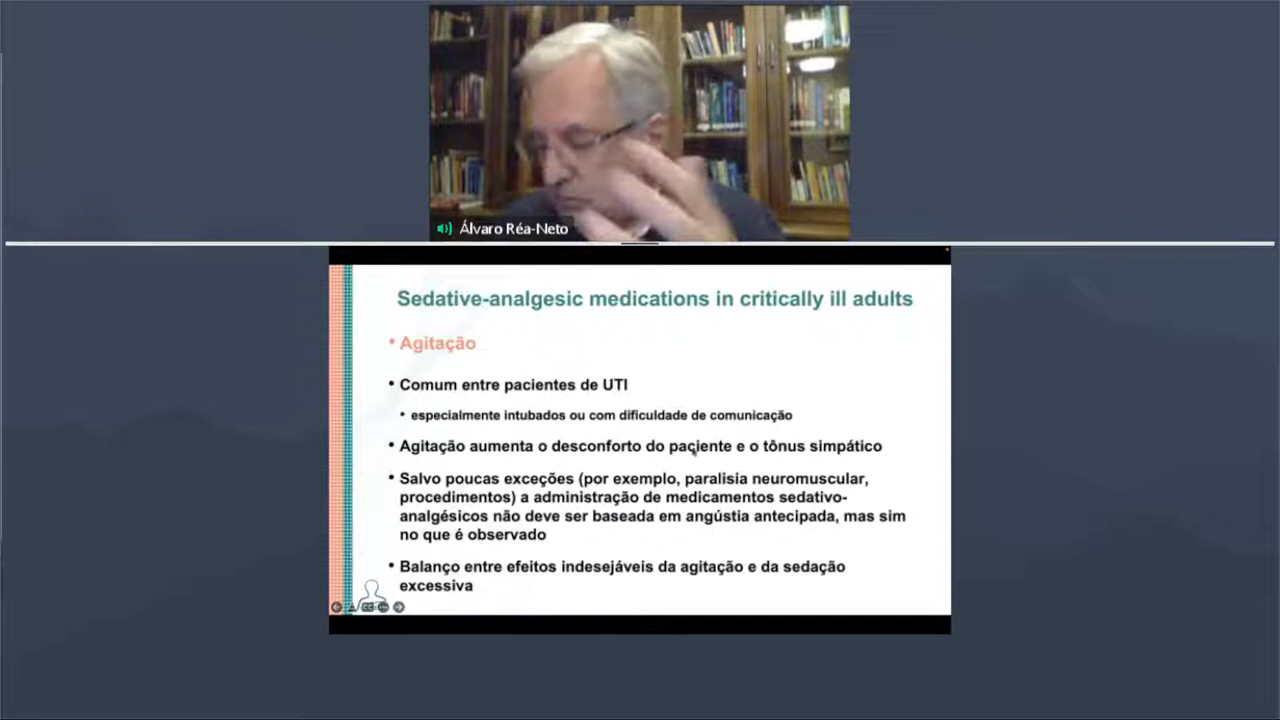 Álvaro Réa-Neto
Sedative-analgesic medications in critically ill adults
• Agitação
• Comum entre pacientes de UTI
• especialmente intubados ou com dificuldade de comunicação
• Agitação aumenta o desconforto do paciente e o tônus simpático
• Salvo poucas exceções (por exemplo, paralisia neuromuscular,
procedimentos) a administração de medicamentos sedativo-
analgésicos não deve ser baseada em angústia antecipada, mas sim
no que é observado
• Balanço entre efeitos indesejáveis da agitação e da sedação
excessiva